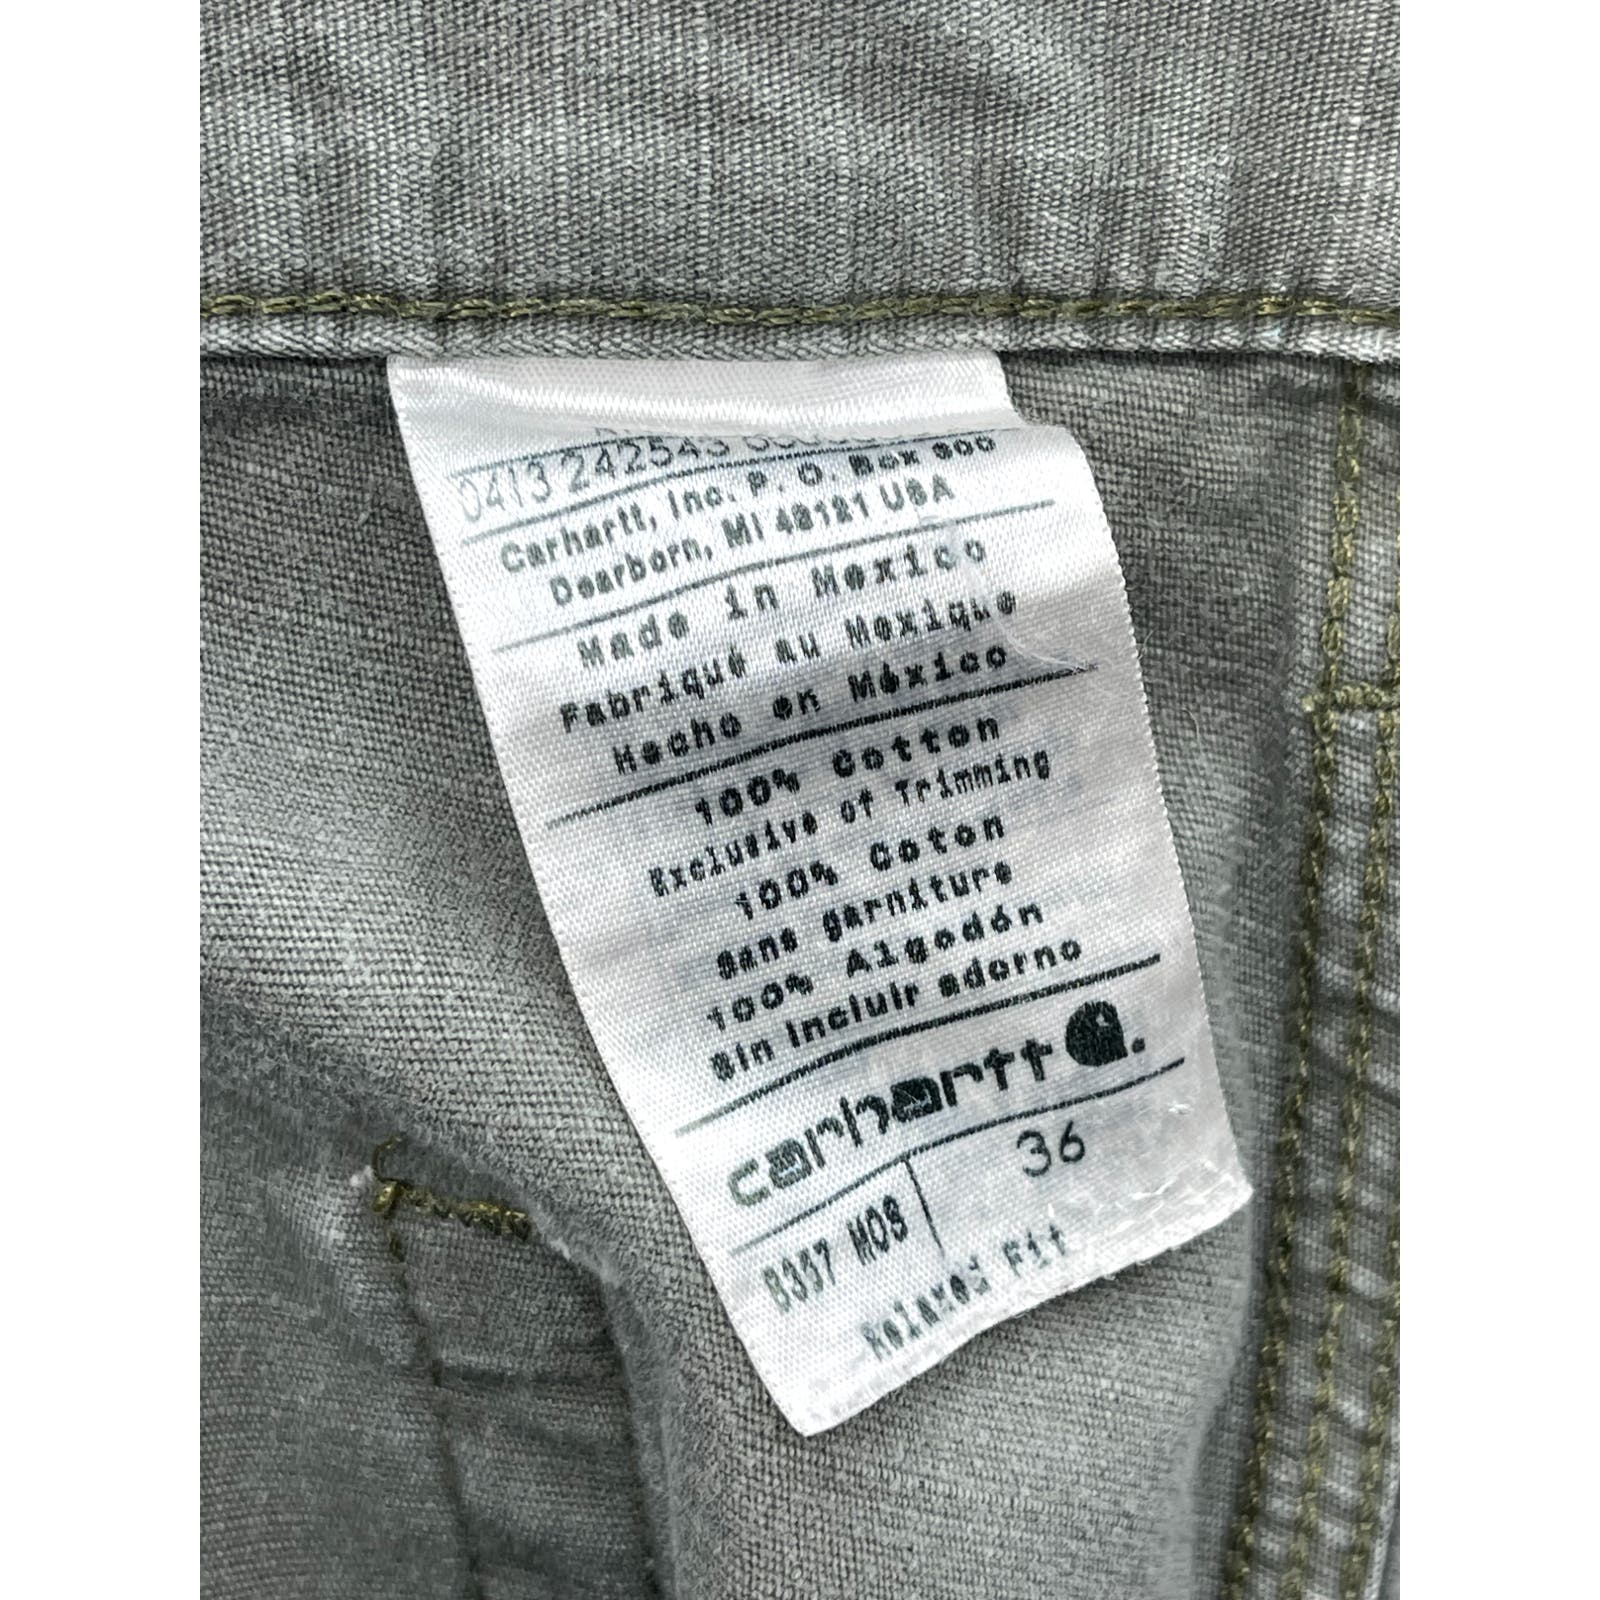 0413 242543
Carhartt, Inc. P. O. Box 600
Dearborn, MI 48121 USA
Made in Mexico
Fabriqué au Mexique
Hecho en México
100% Cotton
Exclusive of Trimming
100% Coton
Sans garniture
100% Algodón
Sin incluir adorno
carhartt
B357 MOS 36
Relaxed Fit